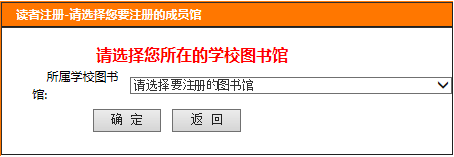 读者注册-请选择您要注册的成员馆
请选择您所在的学校图书馆
所属学校图书馆:
请选择要注册的图书馆
确 定 返 回